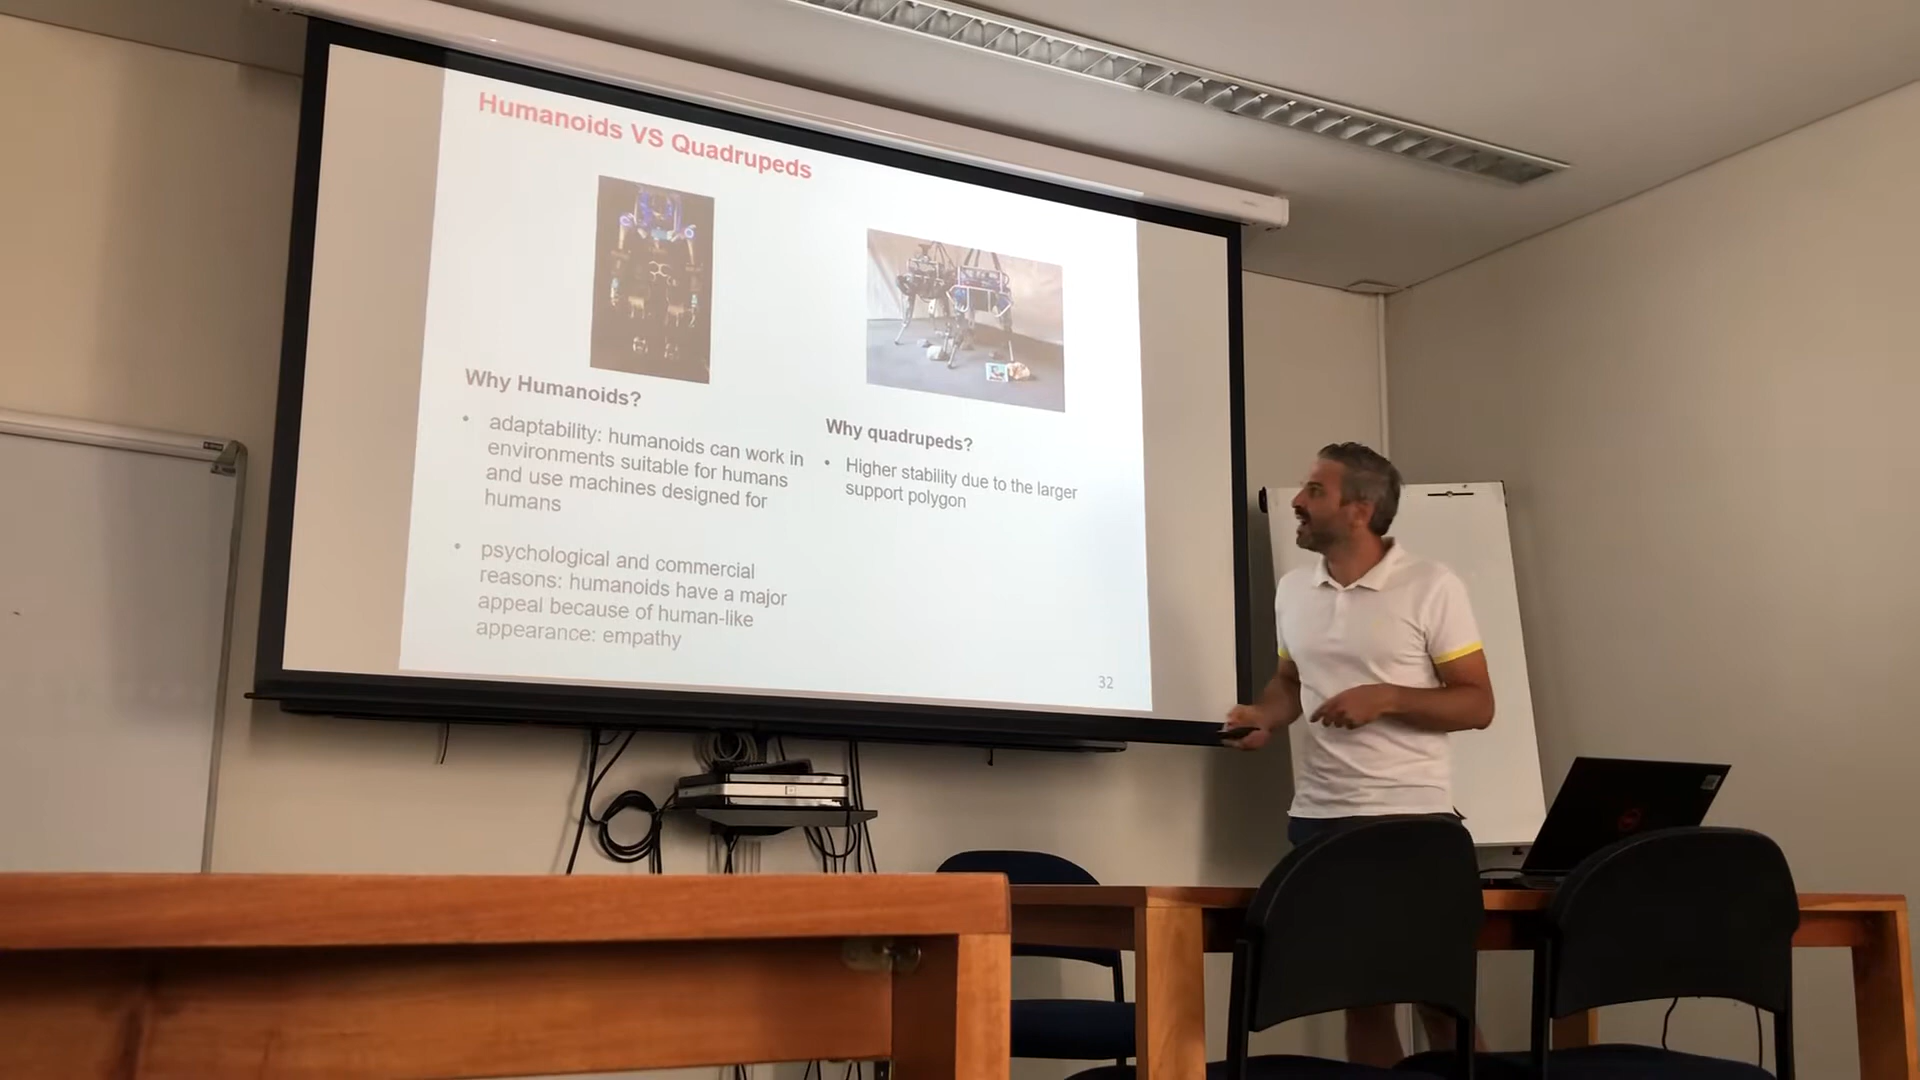 Humanoids VS Quadrupeds
Why Humanoids?
• adaptability: humanoids can work in
environments suitable for humans
and use machines designed for
humans
• psychological and commercial
reasons: humanoids have a major
appeal because of human-like
appearance: empathy
Why quadrupeds?
• Higher stability due to the larger
support polygon
32